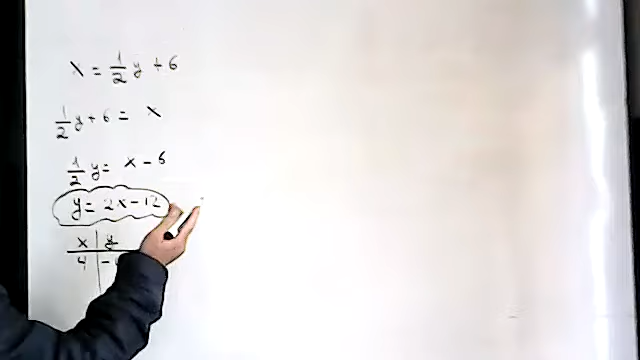 x = 1/2 y + 6
1/2 y + 6 = x
1/2 y = x - 6
y = 2x - 12
x | y
4 | -